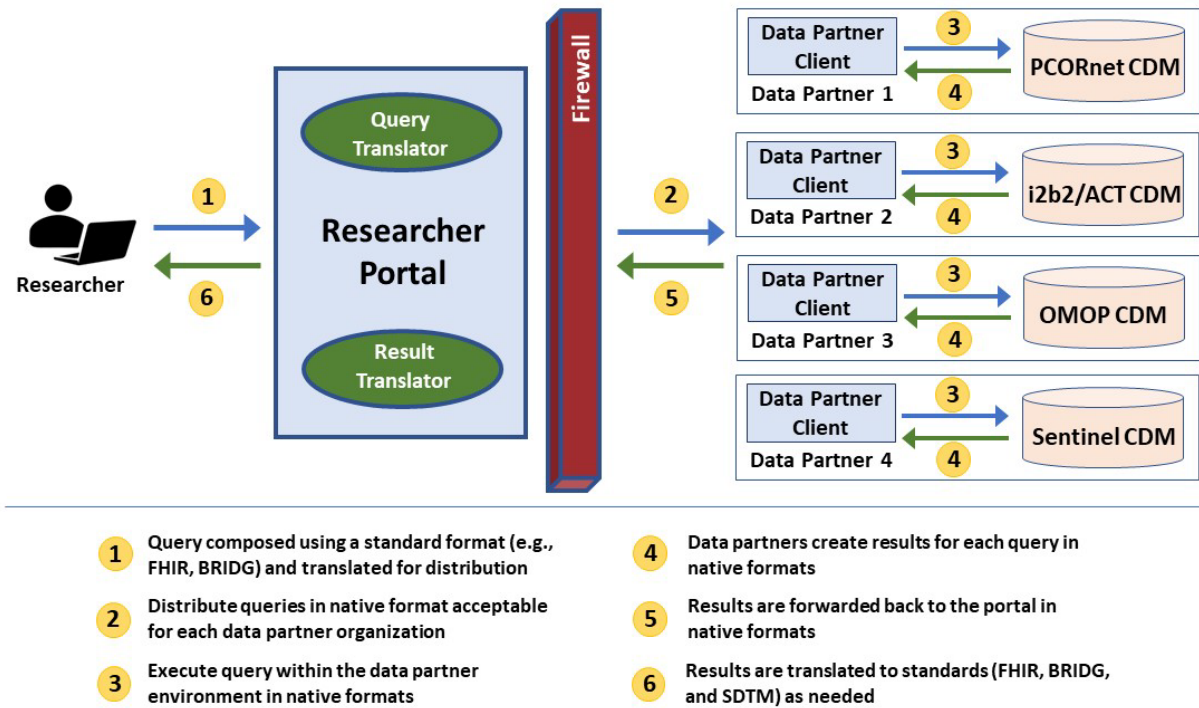 Researcher
1
6
Query
Translator
Researcher
Portal
Result
Translator
Firewall
2
5
Data Partner
Client
Data Partner 1
3
4
PCORnet CDM
Data Partner
Client
Data Partner 2
3
4
i2b2/ACT CDM
Data Partner
Client
Data Partner 3
3
4
OMOP CDM
Data Partner
Client
Data Partner 4
3
4
Sentinel CDM
1
Query composed using a standard format (e.g.,
FHIR, BRIDG) and translated for distribution
2
Distribute queries in native format acceptable
for each data partner organization
3
Execute query within the data partner
environment in native formats
4
Data partners create results for each query in
native formats
5
Results are forwarded back to the portal in
native formats
6
Results are translated to standards (FHIR, BRIDG,
and SDTM) as needed